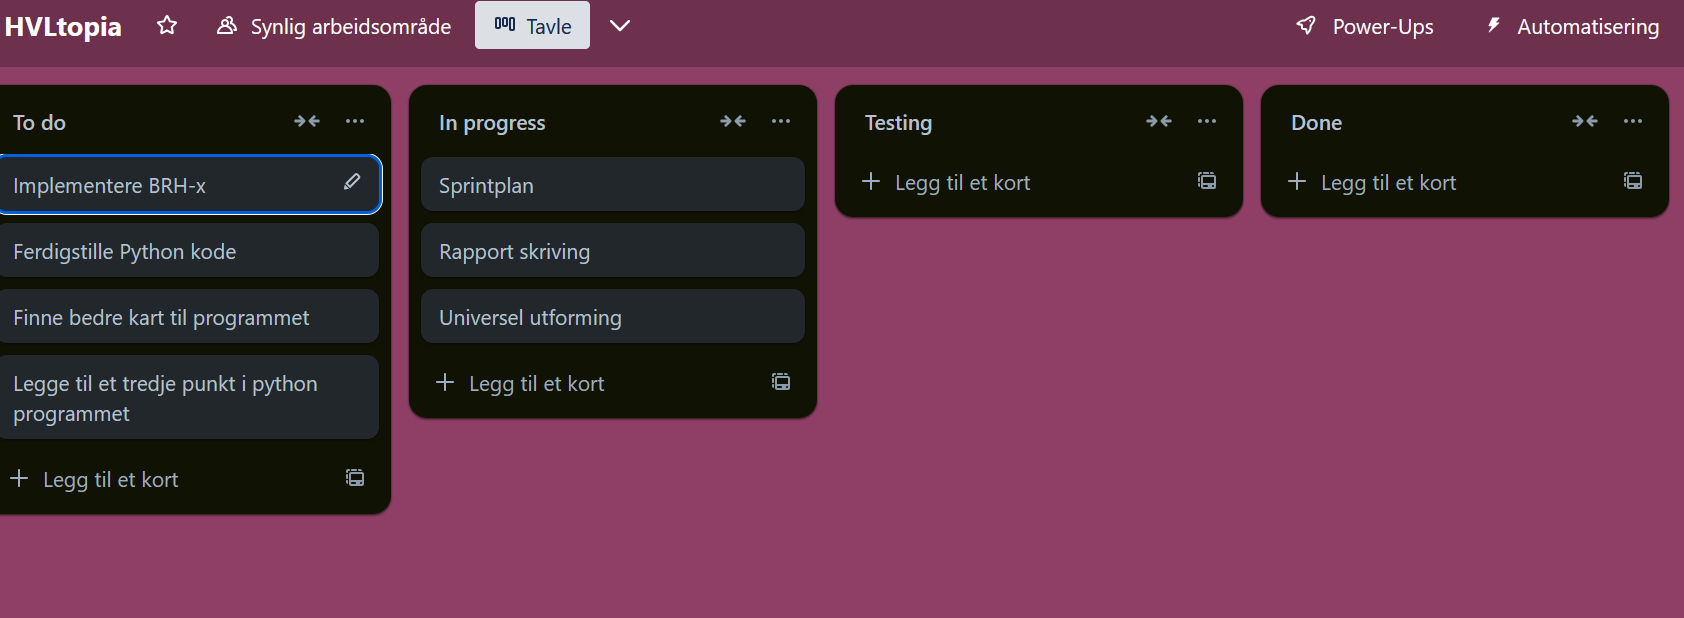 HVLtopia
Synlig arbeidsområde
Tavle
Power-Ups
Automatisering
To do
Implementere BRH-x
Ferdigstille Python kode
Finne bedre kart til programmet
Legge til et tredje punkt i python
programmet
Legg til et kort
In progress
Sprintplan
Rapport skriving
Universel utforming
Legg til et kort
Testing
Legg til et kort
Done
Legg til et kort